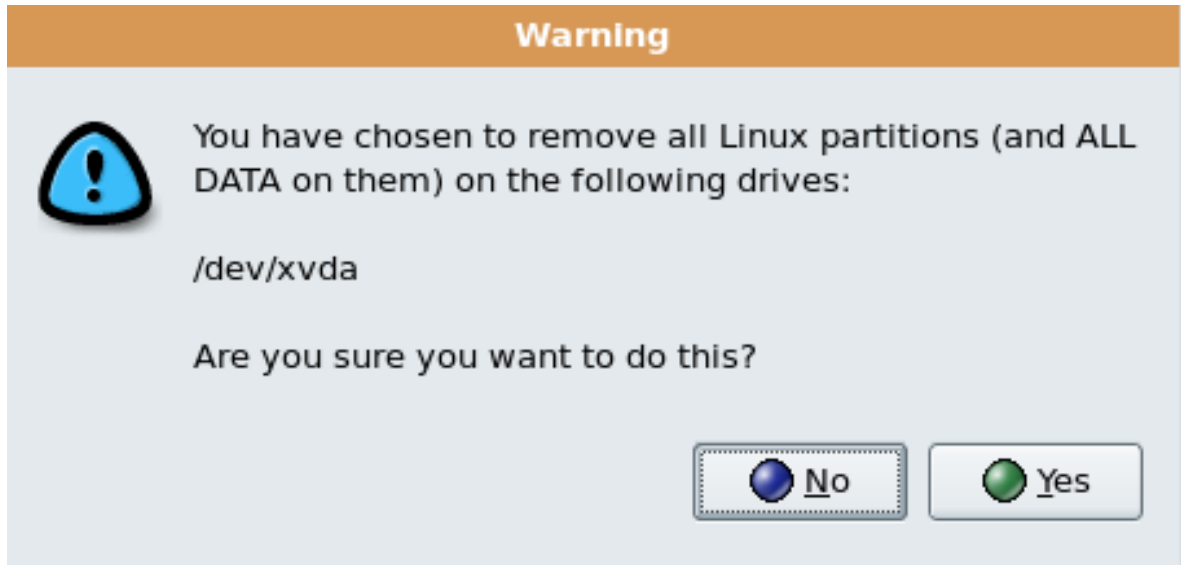 Warning
You have chosen to remove all Linux partitions (and ALL
DATA on them) on the following drives:
/dev/xvda
Are you sure you want to do this?
No
Yes